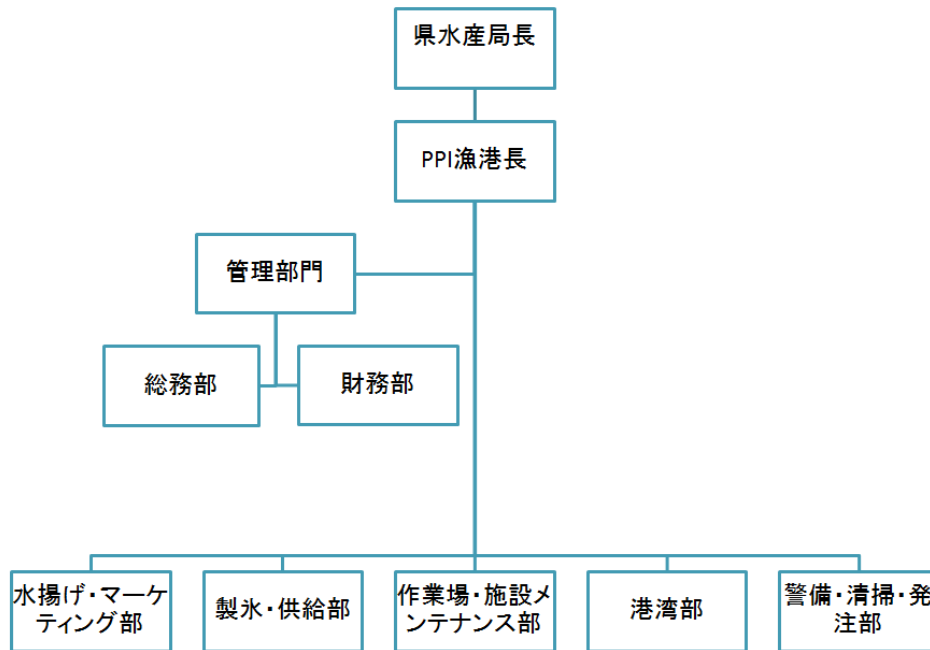 県水産局長
PPI漁港長
管理部門
総務部
財務部
水揚げ・マーケ
ティング部
製氷・供給部
作業場・施設メ
ンテナンス部
港湾部
警備・清掃・発
注部